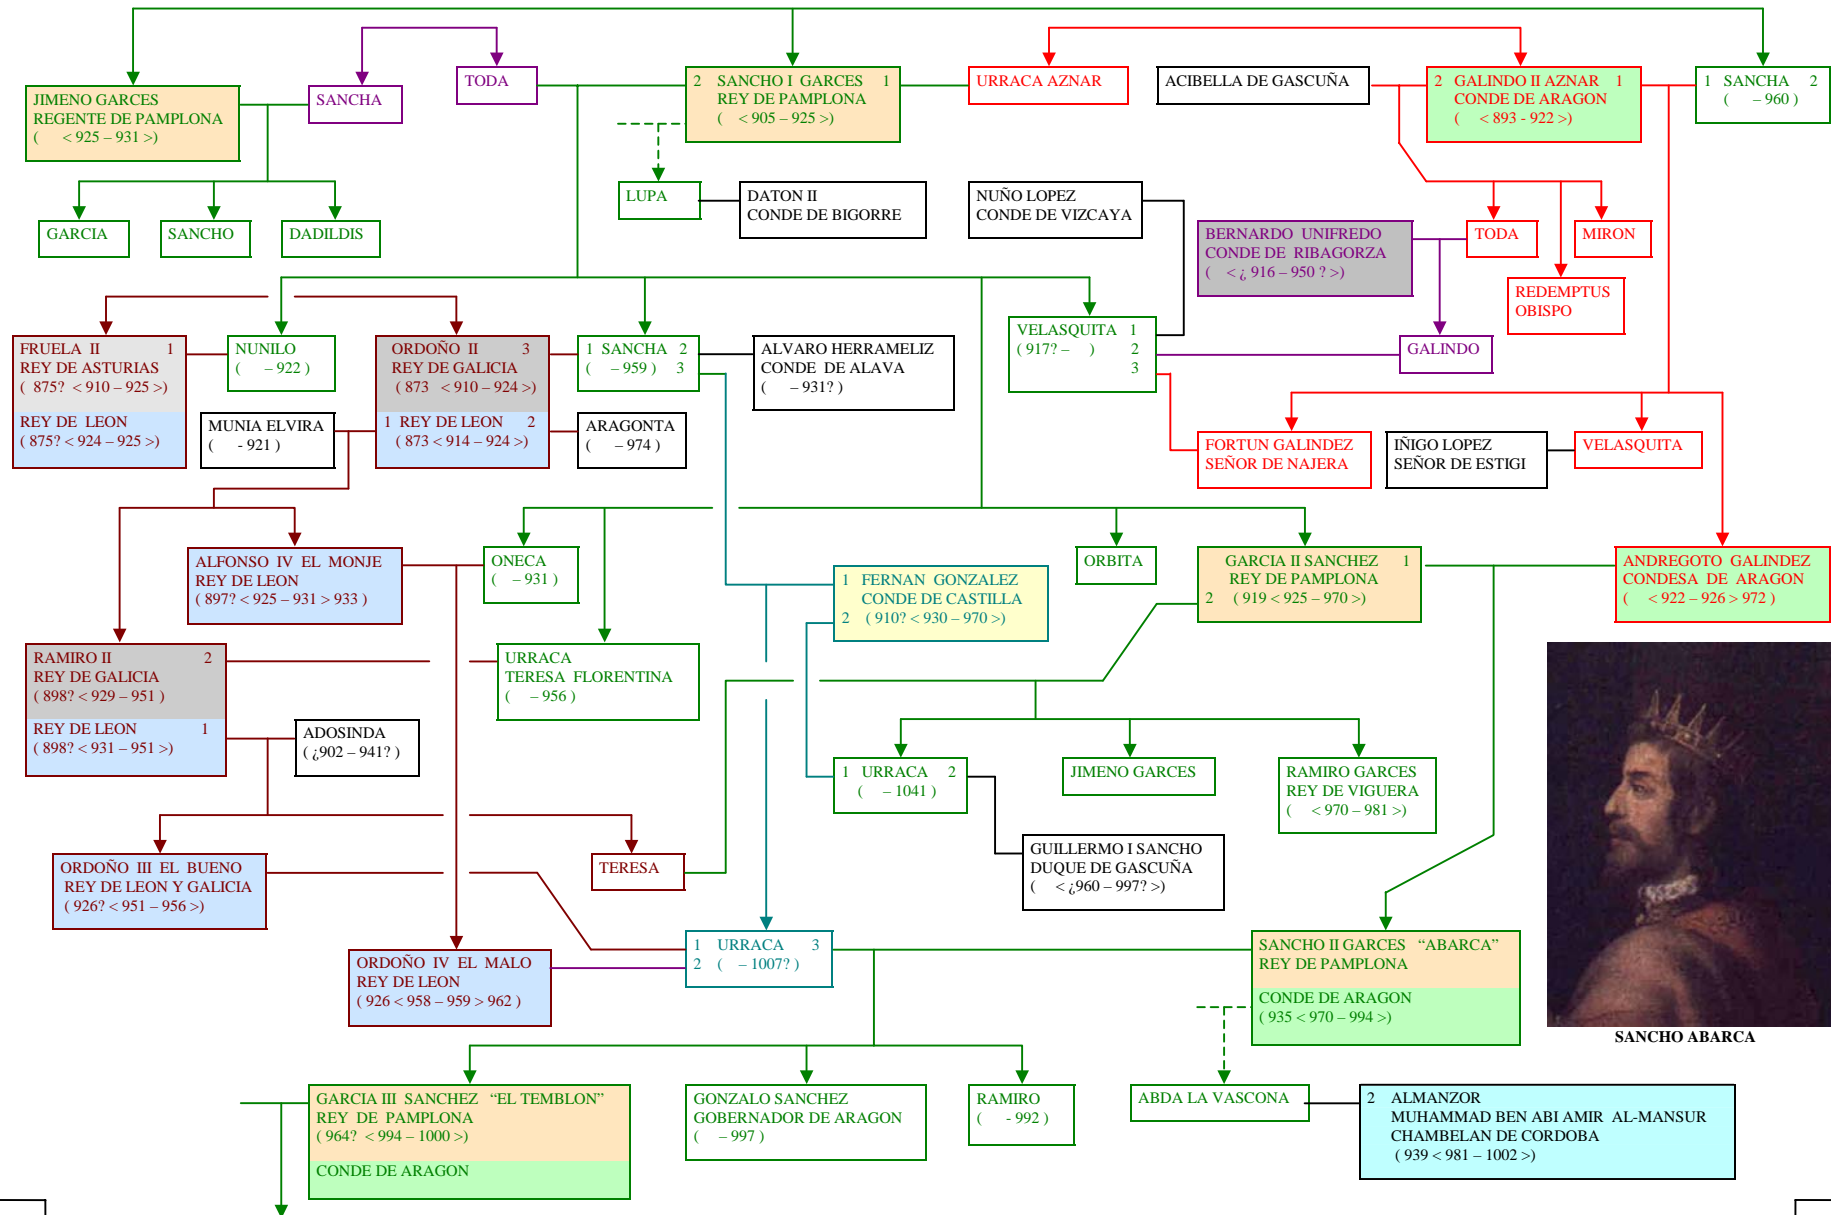 JIMENO GARCES
REGENTE DE PAMPLONA
( < 925 – 931 >)
SANCHA
TODA
2 SANCHO I GARCES 1
REY DE PAMPLONA
( < 905 – 925 >)
URRACA AZNAR
ACIBELLA DE GASCUÑA
2 GALINDO II AZNAR 1
CONDE DE ARAGON
( < 893 - 922 >)
1 SANCHA 2
( – 960 )
LUPA
DATON II
CONDE DE BIGORRE
NUÑO LOPEZ
CONDE DE VIZCAYA
GARCIA
SANCHO
DADILDIS
BERNARDO UNIFREDO
CONDE DE RIBAGORZA
( < ¿ 916 – 950 ? >)
TODA
MIRON
REDEMPTUS
OBISPO
FRUELA II 1
REY DE ASTURIAS
( 875? < 910 – 925 >)
REY DE LEON
(875? < 924 – 925 >)
NUNILO
( – 922 )
ORDOÑO II 3
REY DE GALICIA
( 873 < 910 – 924 >)
1 REY DE LEON 2
( 873 < 914 – 924 >)
1 SANCHA 2
( – 959 ) 3
ALVARO HERRAMELIZ
CONDE DE ALAVA
( – 931? )
VELASQUITA 1
( 917? – ) 2
3
GALINDO
MUNIA ELVIRA
( - 921 )
ARAGONTA
( – 974 )
FORTUN GALINDEZ
SEÑOR DE NAJERA
IÑIGO LOPEZ
SEÑOR DE ESTIGI
VELASQUITA
ALFONSO IV EL MONJE
REY DE LEON
( 897? < 925 – 931 > 933 )
ONECA
( – 931 )
1 FERNAN GONZALEZ
CONDE DE CASTILLA
2 ( 910? < 930 – 970 >)
ORBITA
GARCIA II SANCHEZ 1
REY DE PAMPLONA
2 ( 919 < 925 – 970 >)
ANDREGOTO GALINDEZ
CONDESA DE ARAGON
( < 922 – 926 > 972 )
RAMIRO II 2
REY DE GALICIA
( 898? < 929 – 951 )
REY DE LEON 1
( 898? < 931 – 951 >)
URRACA
TERESA FLORENTINA
( – 956 )
ADOSINDA
( ¿902 – 941? )
1 URRACA 2
( – 1041 )
JIMENO GARCES
RAMIRO GARCES
REY DE VIGUERA
( < 970 – 981 >)
ORDOÑO III EL BUENO
REY DE LEON Y GALICIA
( 926? < 951 – 956 >)
TERESA
GUILLERMO I SANCHO
DUQUE DE GASCUÑA
( < ¿960 – 997? >)
ORDOÑO IV EL MALO
REY DE LEON
( 926 < 958 – 959 > 962 )
1 URRACA 3
2 ( – 1007? )
SANCHO II GARCES “ABARCA”
REY DE PAMPLONA
CONDE DE ARAGON
( 935 < 970 – 994 >)
SANCHO ABARCA
GARCIA III SANCHEZ “EL TEMBLON”
REY DE PAMPLONA
( 964? < 994 – 1000 >)
CONDE DE ARAGON
GONZALO SANCHEZ
GOBERNADOR DE ARAGON
( – 997 )
RAMIRO
( - 992 )
ABDA LA VASCONA
2 ALMANZOR
MUHAMMAD BEN ABI AMIR AL-MANSUR
CHAMBELAN DE CORDOBA
( 939 < 981 – 1002 >)